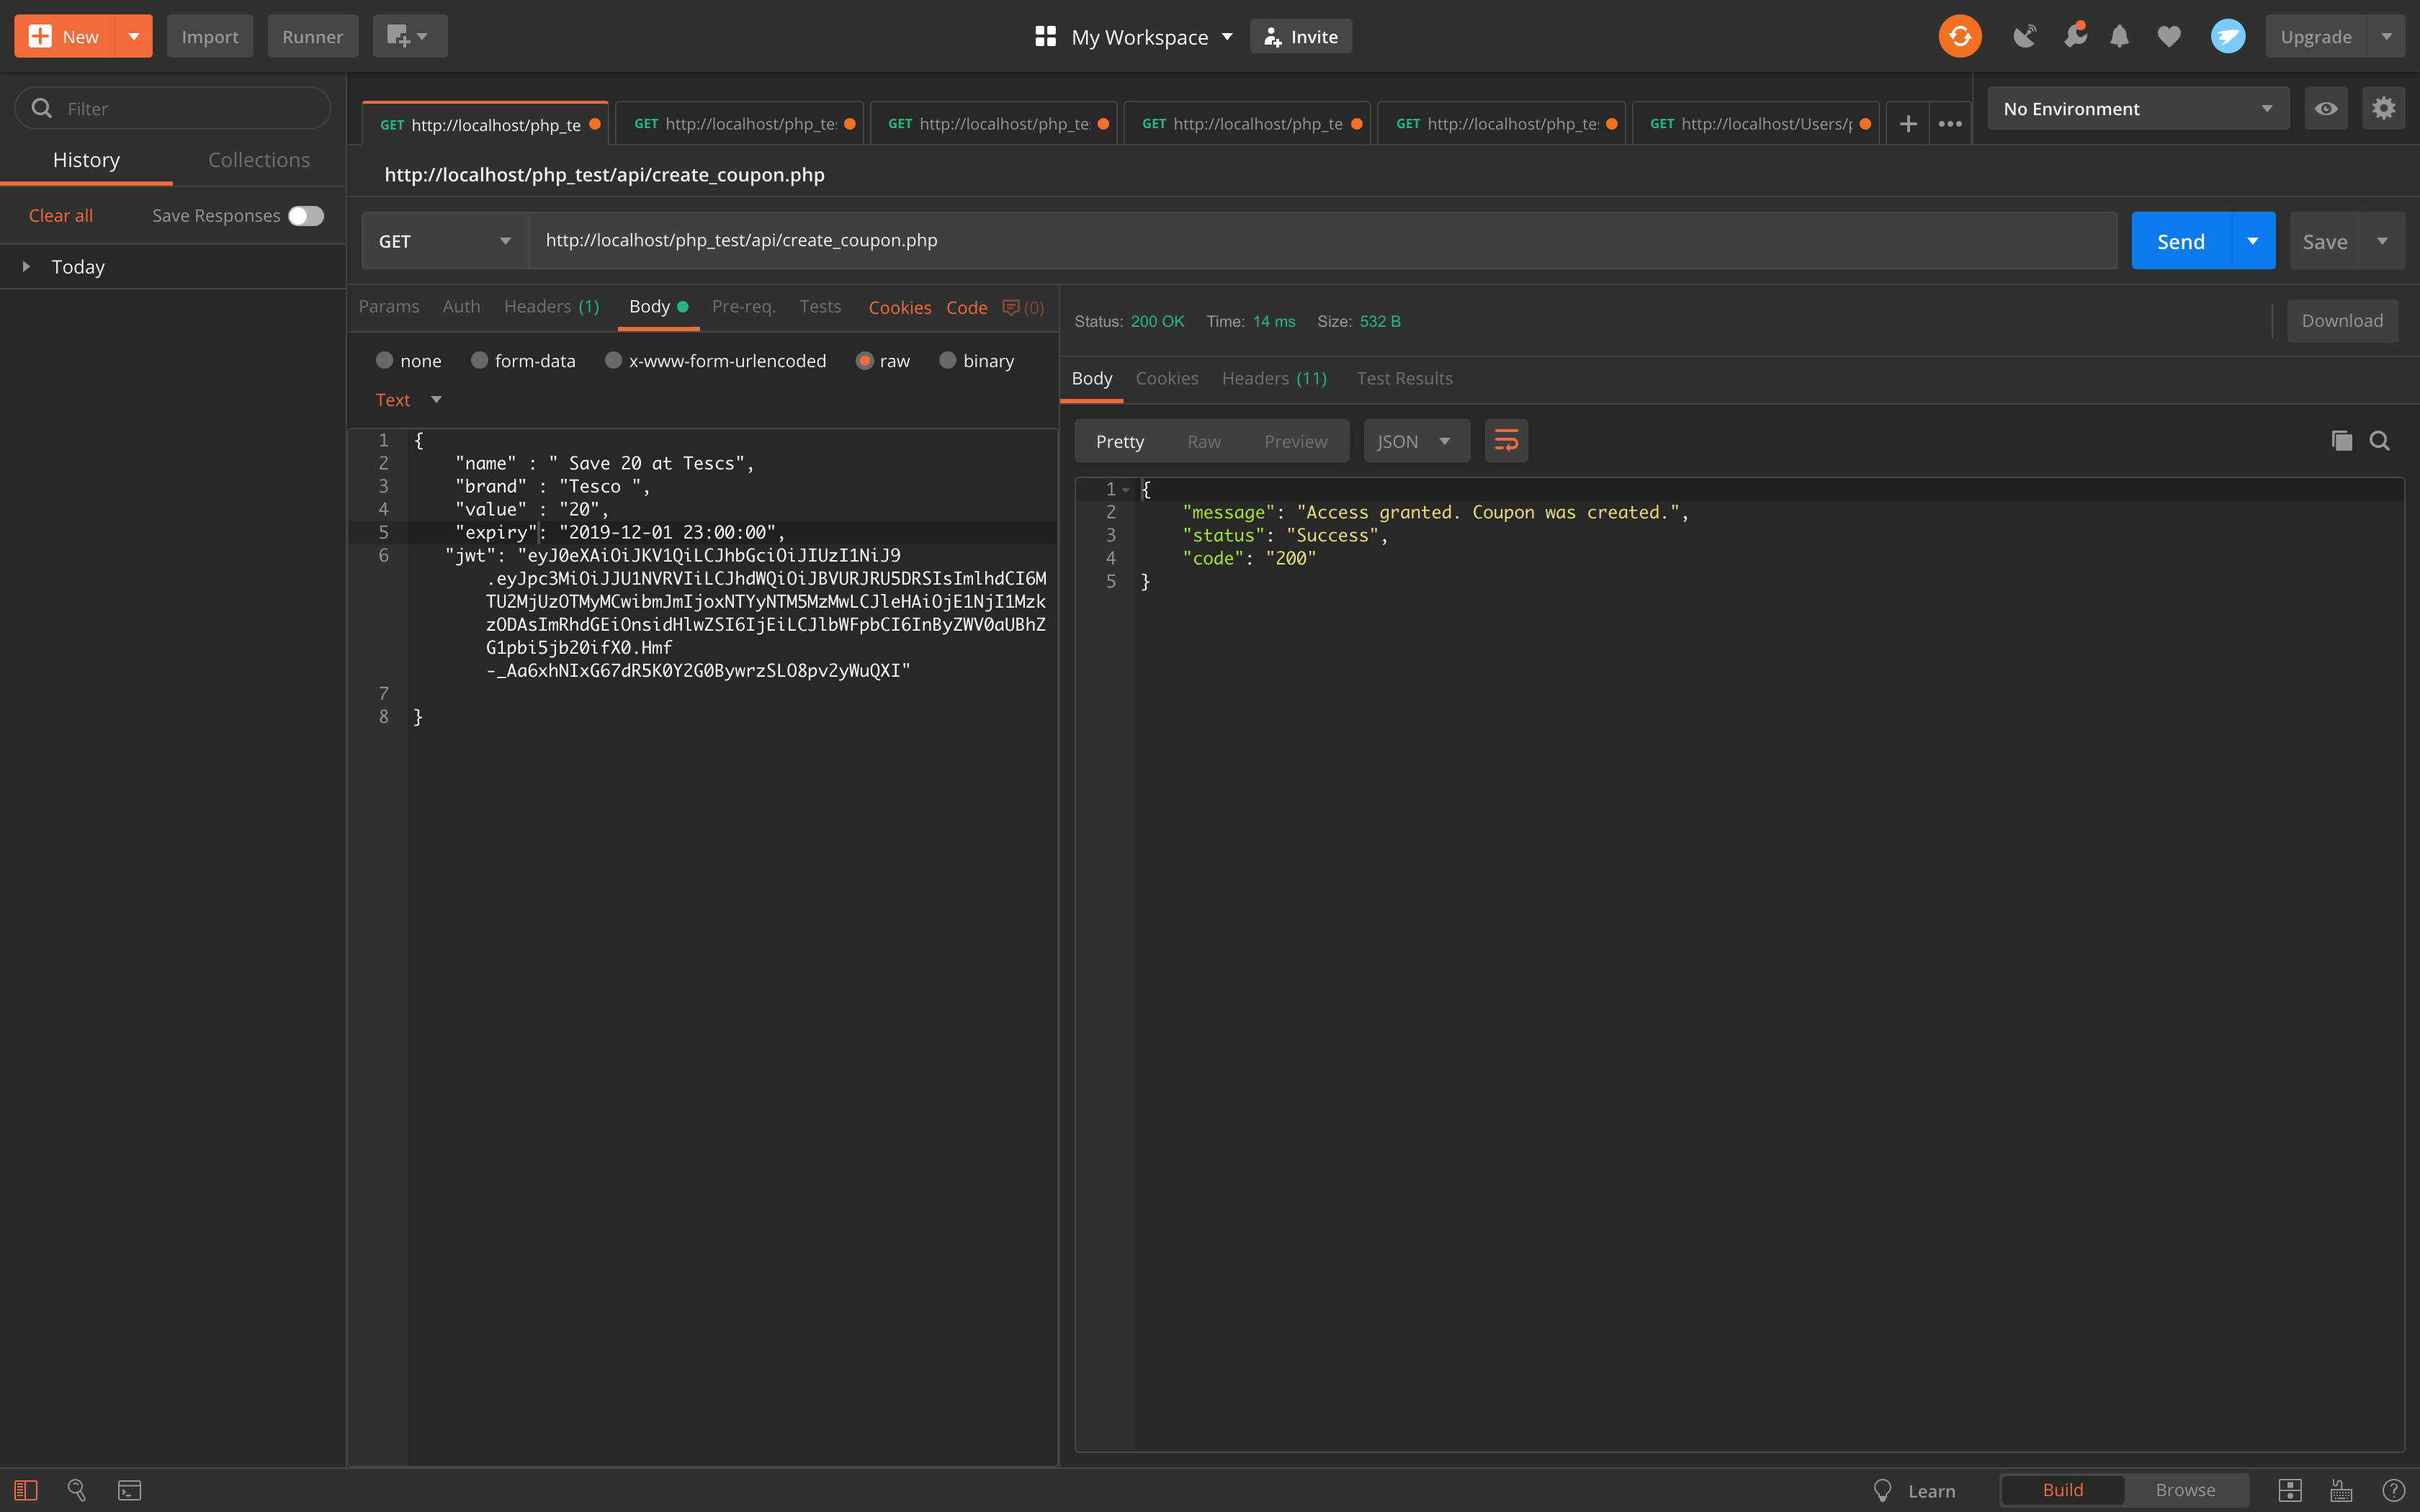 New
Import
Runner
My Workspace
Invite
Upgrade
Filter
History
Collections
Clear all
Save Responses
Today
GET http://localhost/php_te
GET http://localhost/php_te
GET http://localhost/php_te
GET http://localhost/php_te
GET http://localhost/php_te
GET http://localhost/Users/p
No Environment
http://localhost/php_test/api/create_coupon.php
GET
http://localhost/php_test/api/create_coupon.php
Send
Save
Params Auth Headers (1) Body Pre-req. Tests Cookies Code (0)
none form-data x-www-form-urlencoded raw binary
Text
1 {
2 "name" : " Save 20 at Tescs",
3 "brand" : "Tesco ",
4 "value" : "20",
5 "expiry": "2019-12-01 23:00:00",
6 "jwt": "eyJ0eXAiOiJKV1QiLCJhbGciOiJIUzI1NiJ9
.eyJpc3MiOiJJU1NVRVIiLCJhdWQiOiJBVURJRU5DRSIsImlhdCI6M
TU2MjUzOTMyMCwibmJmIjoxNTYyNTM5MzMwLCJleHAiOjE1NjI1Mzk
zODAsImRhdGEiOnsidHlwZSI6IjEiLCJlbWFpbCI6InByZWV0aUBhZ
G1pbi5jb20ifX0.Hmf
-_Aa6xhNIxG67dR5K0Y2G0BywrzSLO8pv2yWuQXI"
7
8 }
Status: 200 OK Time: 14 ms Size: 532 B
Download
Body Cookies Headers (11) Test Results
Pretty Raw Preview JSON
1 {
2 "message": "Access granted. Coupon was created.",
3 "status": "Success",
4 "code": "200"
5 }
Learn
Build
Browse